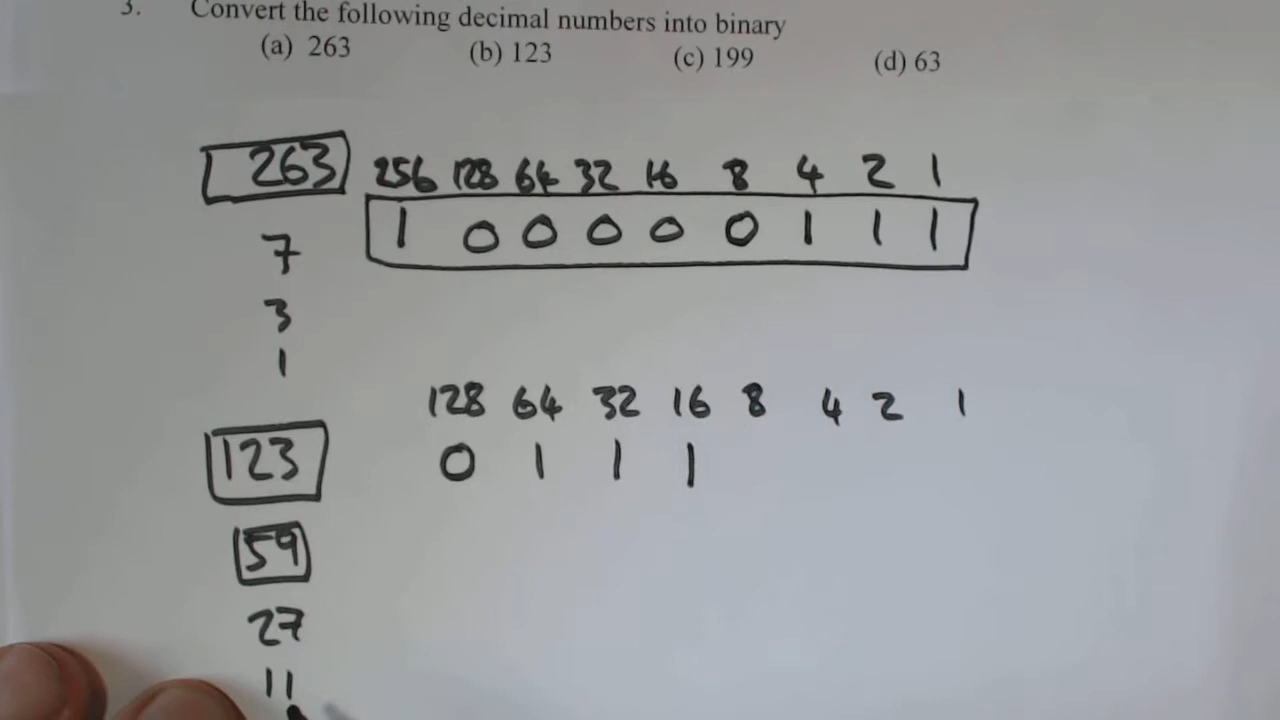 3. Convert the following decimal numbers into binary
(a) 263 (b) 123 (c) 199 (d) 63
263 256 128 64 32 16 8 4 2 1
7 1 0 0 0 0 0 1 1 1
3
1
128 64 32 16 8 4 2 1
123 0 1 1 1
59
27
11